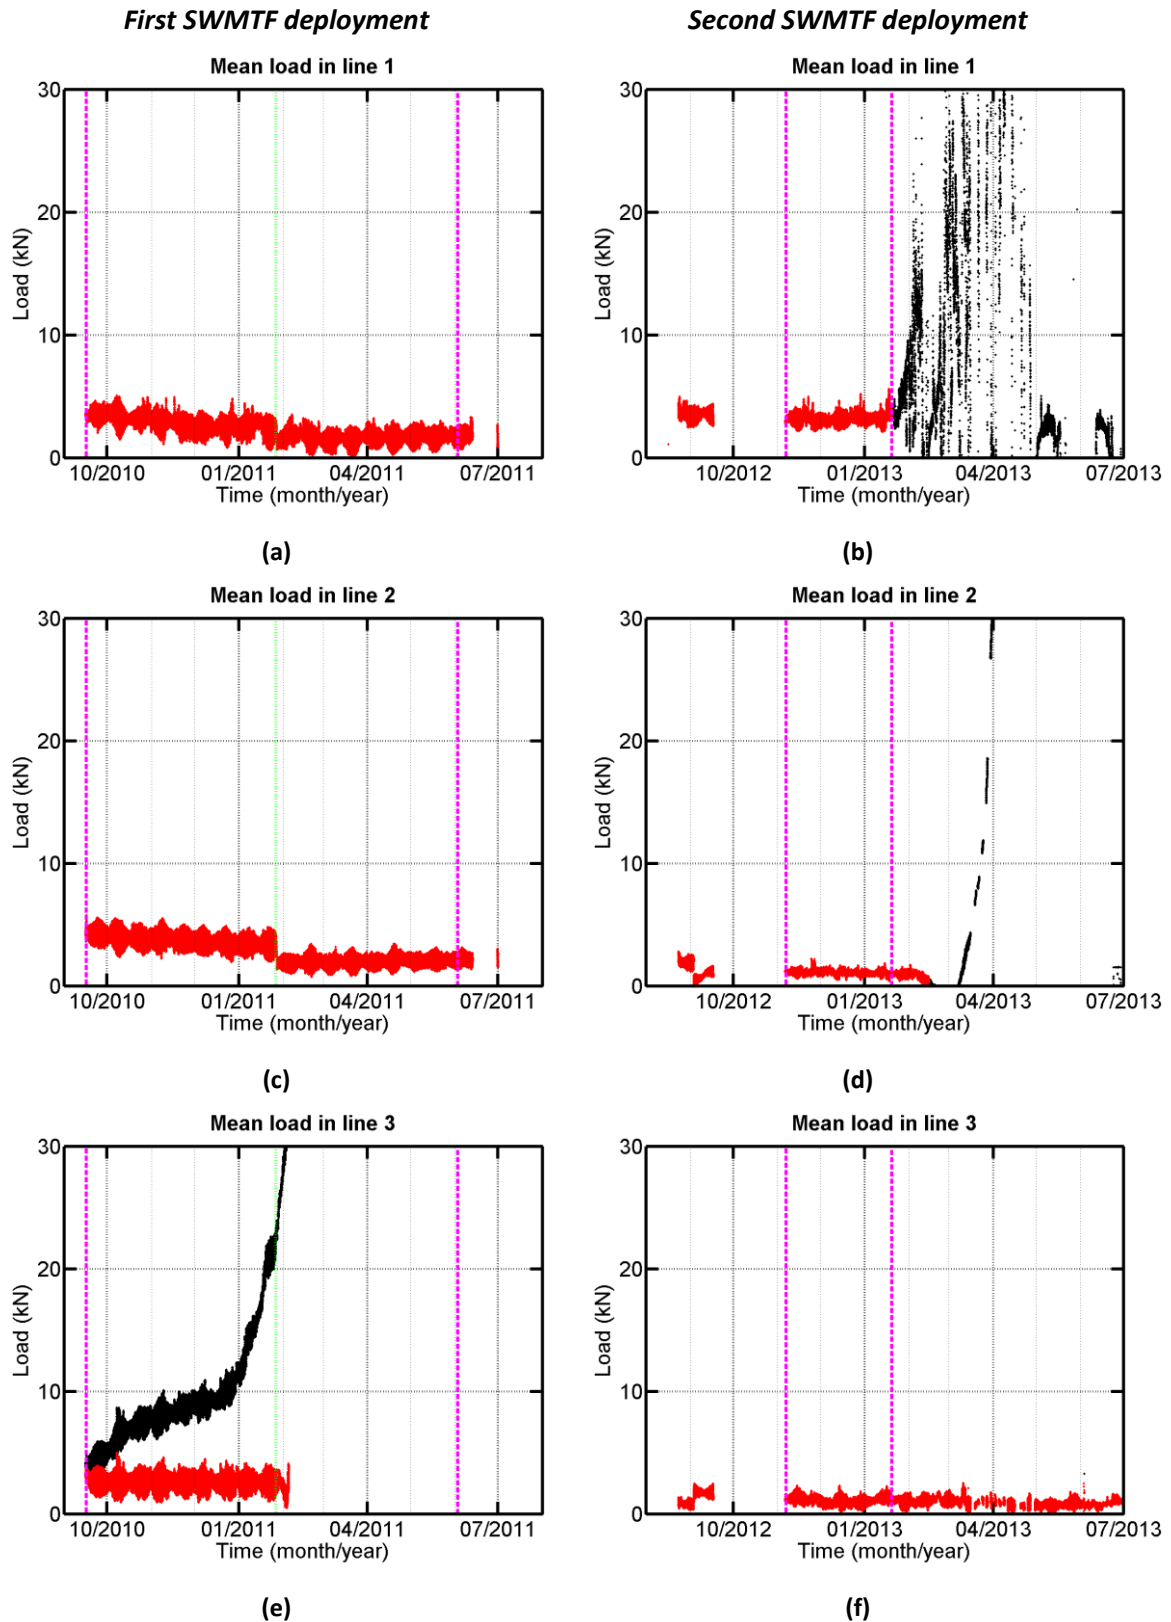 First SWMTF deployment
Second SWMTF deployment
Mean load in line 1
30
20
10
0
Load (kN)
10/2010
01/2011
04/2011
07/2011
Time (month/year)
(a)
Mean load in line 1
30
20
10
0
Load (kN)
10/2012
01/2013
04/2013
07/2013
Time (month/year)
(b)
Mean load in line 2
30
20
10
0
Load (kN)
10/2010
01/2011
04/2011
07/2011
Time (month/year)
(c)
Mean load in line 2
30
20
10
0
Load (kN)
10/2012
01/2013
04/2013
07/2013
Time (month/year)
(d)
Mean load in line 3
30
20
10
0
Load (kN)
10/2010
01/2011
04/2011
07/2011
Time (month/year)
(e)
Mean load in line 3
30
20
10
0
Load (kN)
10/2012
01/2013
04/2013
07/2013
Time (month/year)
(f)